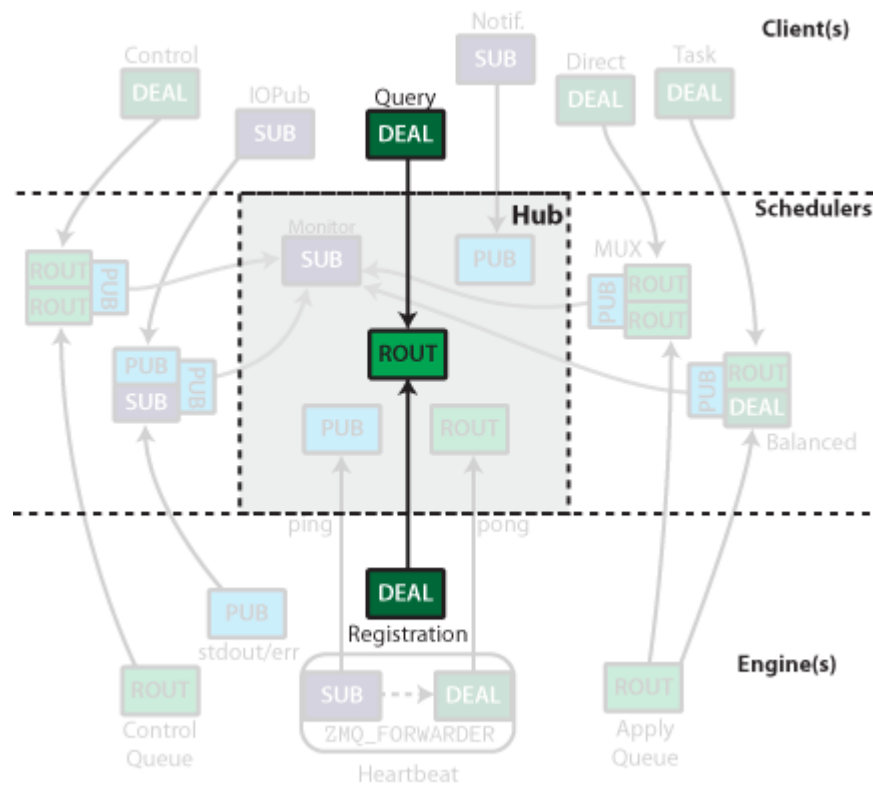 Notif.
Client(s)
Control
SUB
Direct
Task
DEAL
IOPub
Query
DEAL
DEAL
SUB
DEAL
Hub
Schedulers
Monitor
SUB
PUB
MUX
ROUT
ROUT
PUB
PUB
ROUT
ROUT
PUB
SUB
PUB
ROUT
PUB
ROUT
DEAL
Balanced
PUB
ROUT
ping
pong
DEAL
Registration
PUB
stdout/err
Engine(s)
ROUT
Control
Queue
SUB
DEAL
ZMQ_FORWARDER
Heartbeat
ROUT
Apply
Queue